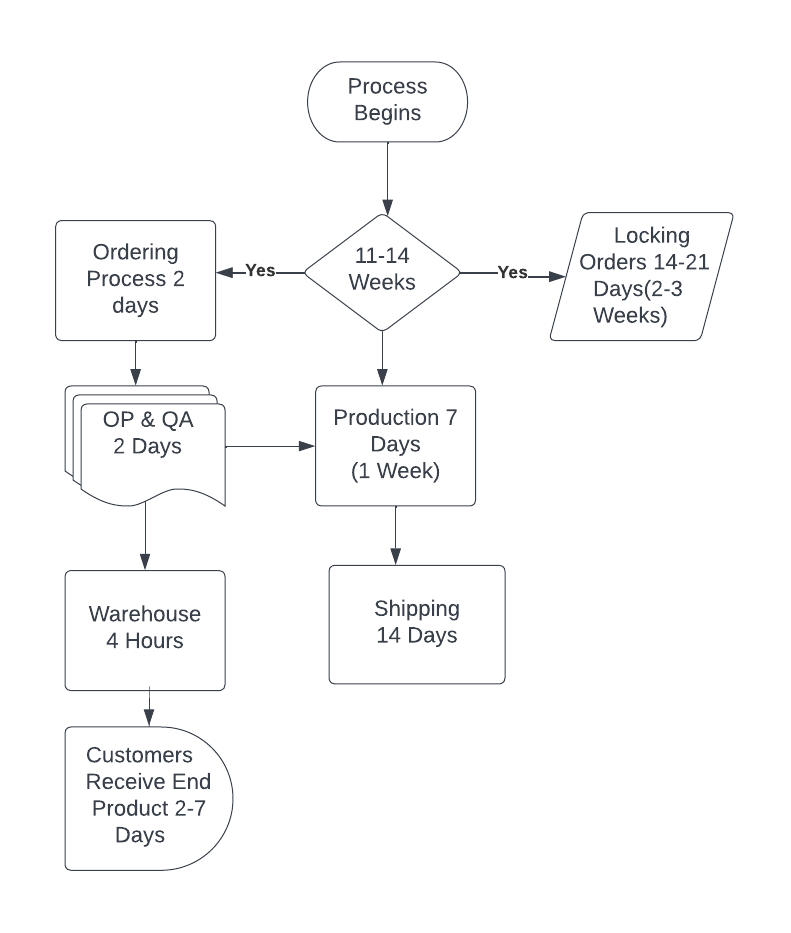 Process
Begins
Ordering
Process 2
days
Yes
11-14
Weeks
Yes
Locking
Orders 14-21
Days(2-3
Weeks)
OP & QA
2 Days
Production 7
Days
(1 Week)
Warehouse
4 Hours
Shipping
14 Days
Customers
Receive End
Product 2-7
Days